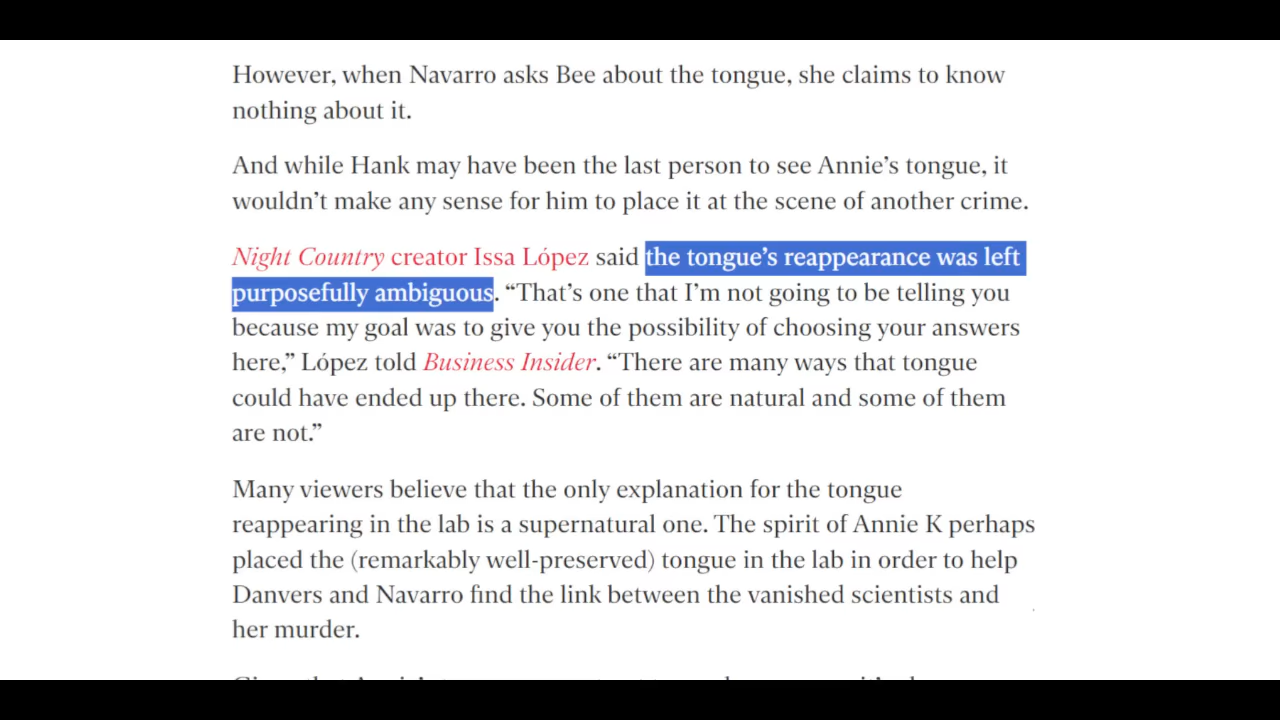 However, when Navarro asks Bee about the tongue, she claims to know
nothing about it.
And while Hank may have been the last person to see Annie’s tongue, it
wouldn’t make any sense for him to place it at the scene of another crime.
Night Country creator Issa López said the tongue’s reappearance was left
purposefully ambiguous. “That’s one that I’m not going to be telling you
because my goal was to give you the possibility of choosing your answers
here,” López told Business Insider. “There are many ways that tongue
could have ended up there. Some of them are natural and some of them
are not.”
Many viewers believe that the only explanation for the tongue
reappearing in the lab is a supernatural one. The spirit of Annie K perhaps
placed the (remarkably well-preserved) tongue in the lab in order to help
Danvers and Navarro find the link between the vanished scientists and
her murder.